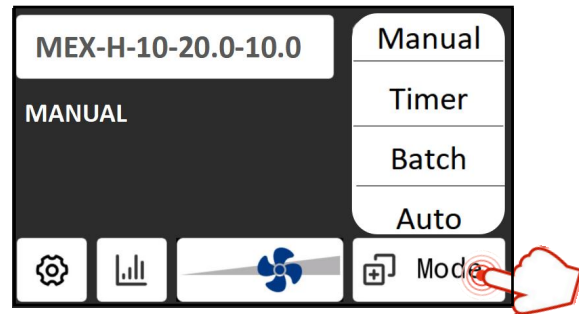 MEX-H-10-20.0-10.0
MANUAL
Manual
Timer
Batch
Auto
Mode